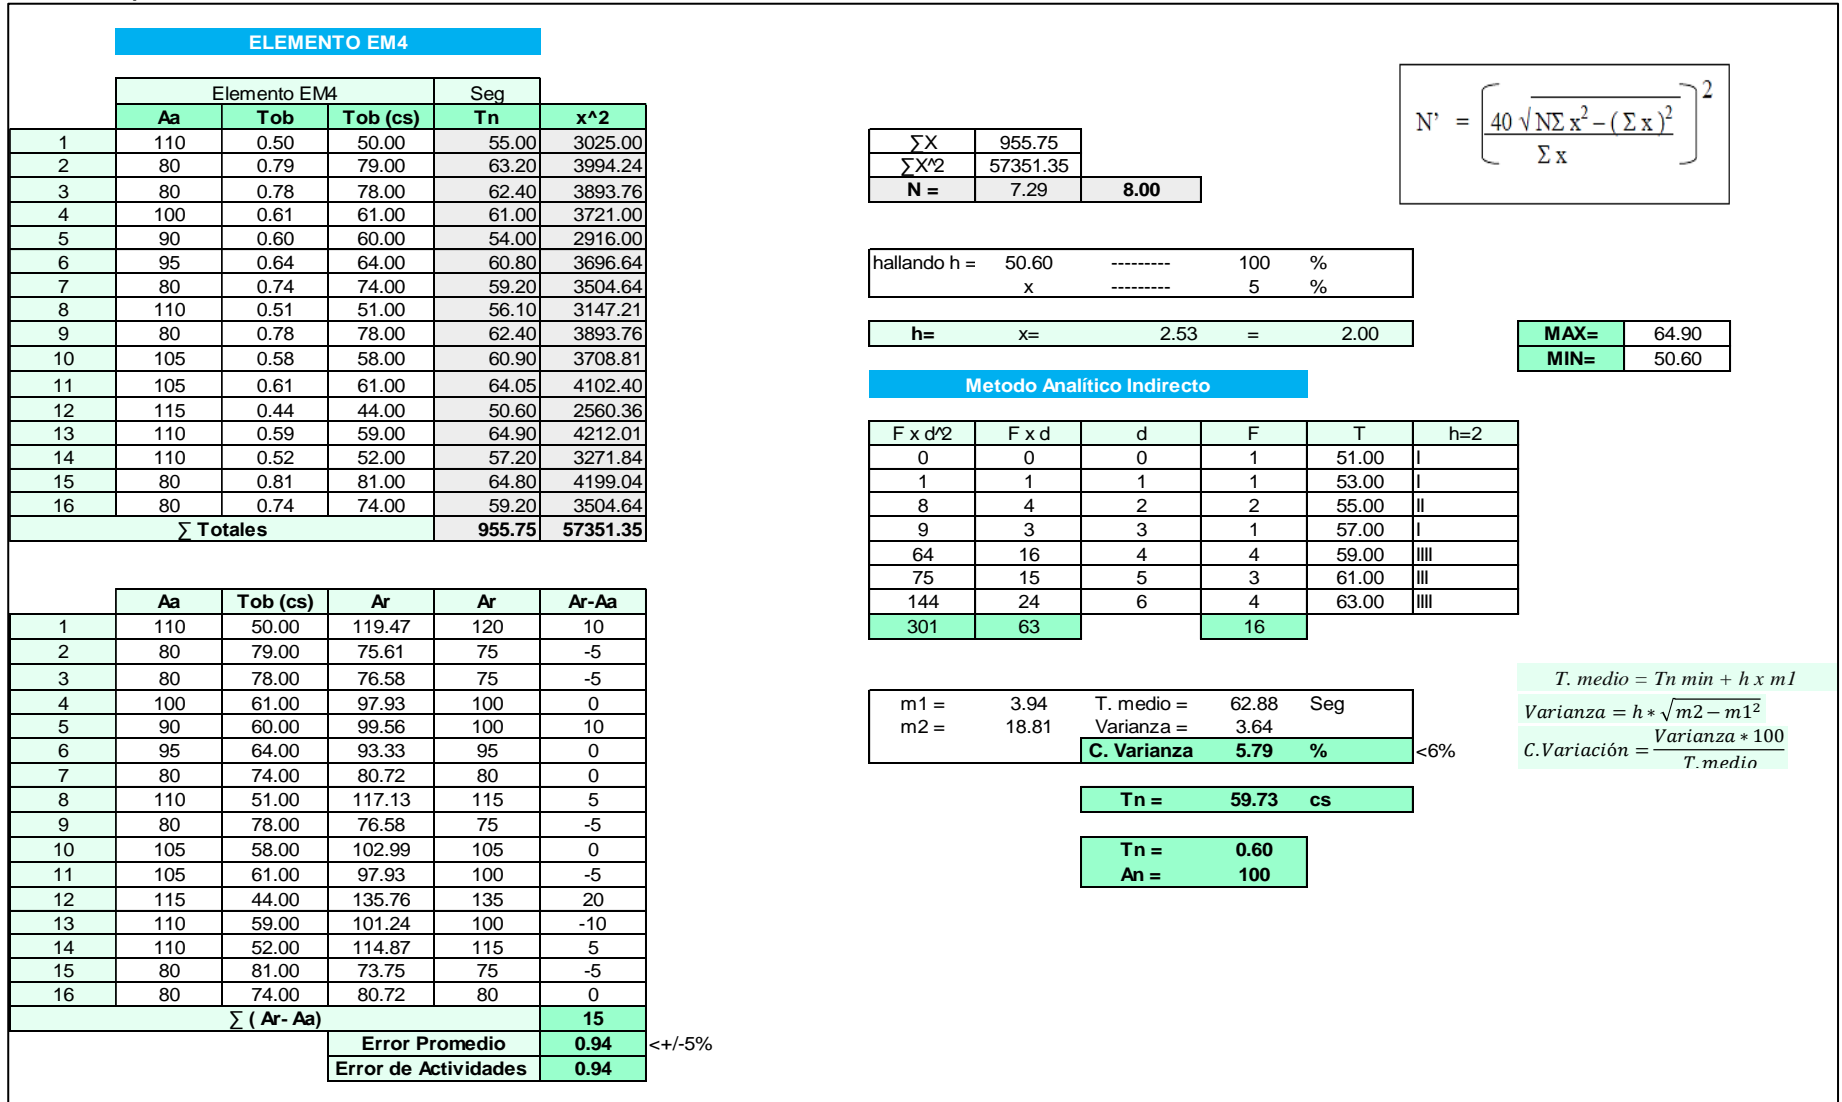 ELEMENTO EM4
Elemento EM4 Seg
Aa Tob Tob (cs) Tn x^2
1 110 0.50 50.00 55.00 3025.00
2 80 0.79 79.00 63.20 3994.24
3 80 0.78 78.00 62.40 3893.76
4 100 0.61 61.00 61.00 3721.00
5 90 0.60 60.00 54.00 2916.00
6 95 0.64 64.00 60.80 3696.64
7 80 0.74 74.00 59.20 3504.64
8 110 0.51 51.00 56.10 3147.21
9 80 0.78 78.00 62.40 3893.76
10 105 0.58 58.00 60.90 3708.81
11 105 0.61 61.00 64.05 4102.40
12 115 0.44 44.00 50.60 2560.36
13 110 0.59 59.00 64.90 4212.01
14 110 0.52 52.00 57.20 3271.84
15 80 0.81 81.00 64.80 4199.04
16 80 0.74 74.00 59.20 3504.64
∑ Totales 955.75 57351.35
Aa Tob (cs) Ar Ar Ar-Aa
1 110 50.00 119.47 120 10
2 80 79.00 75.61 75 -5
3 80 78.00 76.58 75 -5
4 100 61.00 97.93 100 0
5 90 60.00 99.56 100 10
6 95 64.00 93.33 95 0
7 80 74.00 80.72 80 0
8 110 51.00 117.13 115 5
9 80 78.00 76.58 75 -5
10 105 58.00 102.99 105 0
11 105 61.00 97.93 100 -5
12 115 44.00 135.76 135 20
13 110 59.00 101.24 100 -10
14 110 52.00 114.87 115 5
15 80 81.00 73.75 75 -5
16 80 74.00 80.72 80 0
∑ ( Ar- Aa) 15
Error Promedio 0.94 <+/-5%
Error de Actividades 0.94
∑X 955.75
∑X^2 57351.35
N = 7.29 8.00
N' = (40 √NΣ x² – ( Σ x )² / Σ x)²
hallando h = 50.60 --------- 100 %
x --------- 5 %
h= x= 2.53 = 2.00
MAX= 64.90
MIN= 50.60
Metodo Analítico Indirecto
F x d^2 F x d d F T h=2
0 0 0 1 51.00 I
1 1 1 1 53.00 I
8 4 2 2 55.00 II
9 3 3 1 57.00 I
64 16 4 4 59.00 IIII
75 15 5 3 61.00 III
144 24 6 4 63.00 IIII
301 63 16
m1 = 3.94 T. medio = 62.88 Seg
m2 = 18.81 Varianza = 3.64
C. Varianza 5.79 % <6%
T. medio = Tn min + h x m1
Varianza = h * √m2 − m1²
C.Variación = Varianza * 100 / T.medio
Tn = 59.73 cs
Tn = 0.60
An = 100